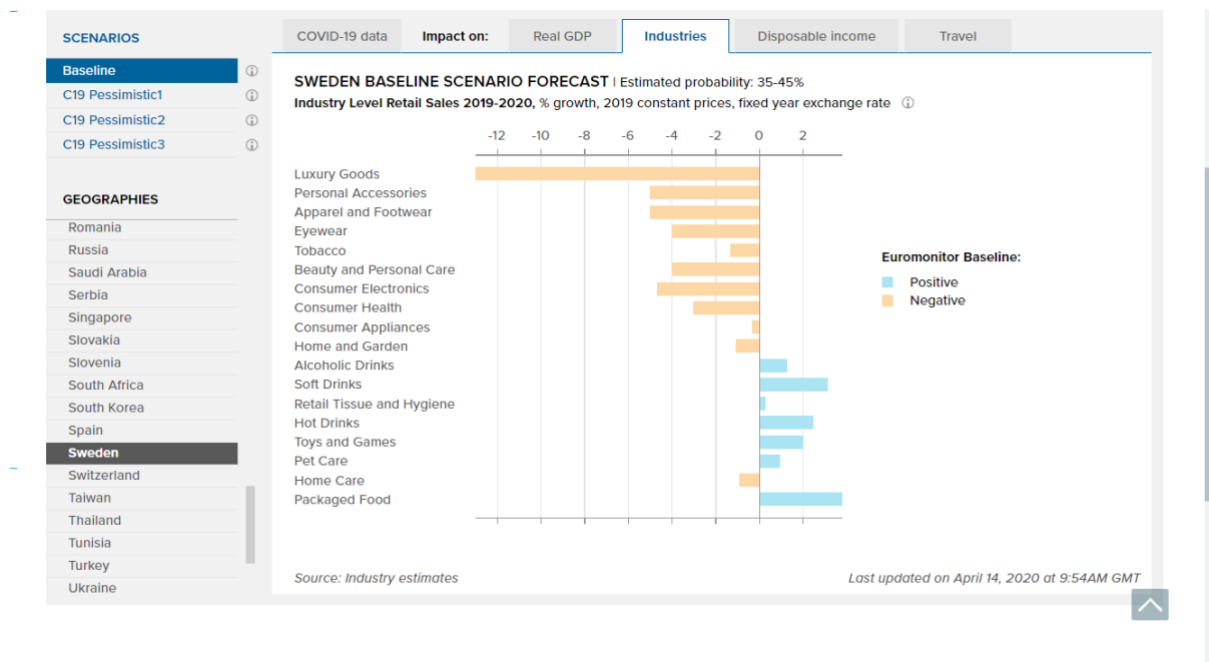 SCENARIOS
Baseline
C19 Pessimistic1
C19 Pessimistic2
C19 Pessimistic3
GEOGRAPHIES
Romania
Russia
Saudi Arabia
Serbia
Singapore
Slovakia
Slovenia
South Africa
South Korea
Spain
Sweden
Switzerland
Taiwan
Thailand
Tunisia
Turkey
Ukraine
COVID-19 data Impact on: Real GDP Industries Disposable income Travel
SWEDEN BASELINE SCENARIO FORECAST | Estimated probability: 35-45%
Industry Level Retail Sales 2019-2020, % growth, 2019 constant prices, fixed year exchange rate
-12 -10 -8 -6 -4 -2 0 2
Luxury Goods
Personal Accessories
Apparel and Footwear
Eyewear
Tobacco
Beauty and Personal Care
Consumer Electronics
Consumer Health
Consumer Appliances
Home and Garden
Alcoholic Drinks
Soft Drinks
Retail Tissue and Hygiene
Hot Drinks
Toys and Games
Pet Care
Home Care
Packaged Food
Euromonitor Baseline:
Positive
Negative
Source: Industry estimates
Last updated on April 14, 2020 at 9:54AM GMT